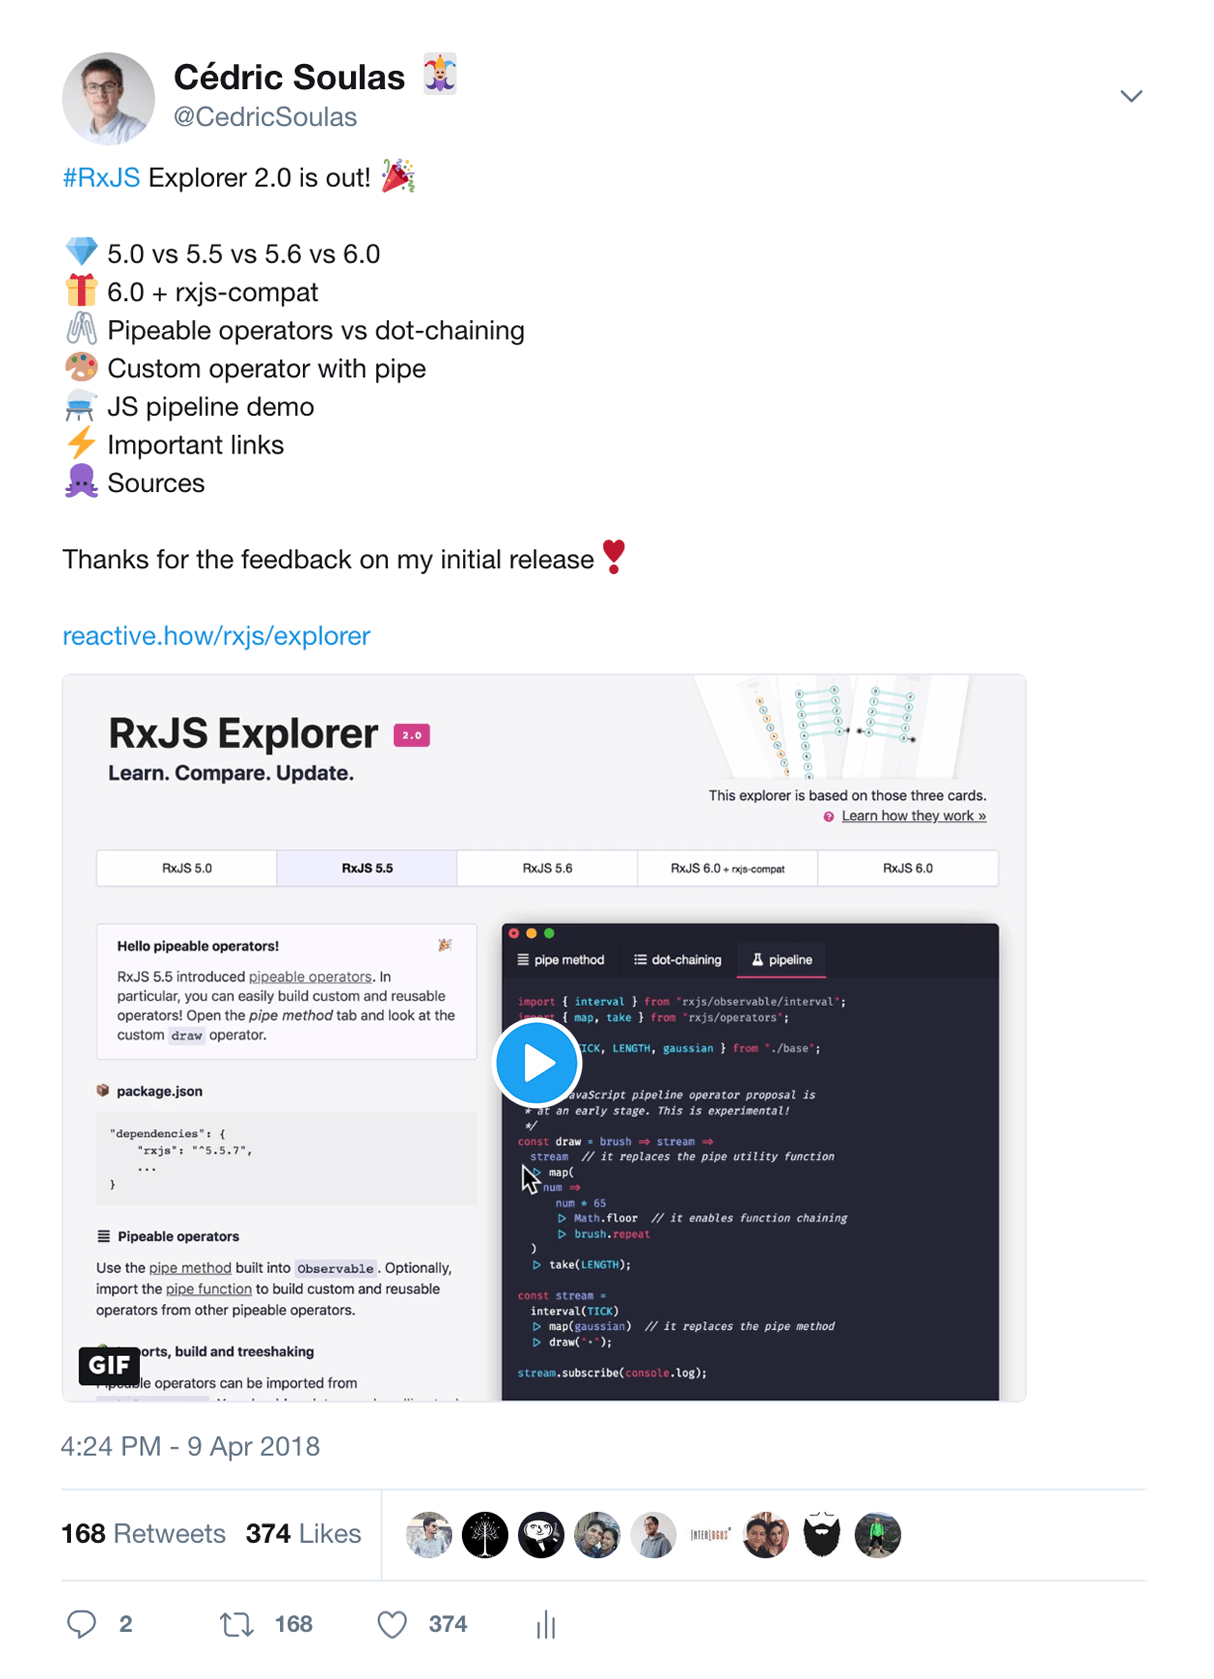 Cédric Soulas 🃏
@CedricSoulas
#RxJS Explorer 2.0 is out! 🎉
💎 5.0 vs 5.5 vs 5.6 vs 6.0
🎁 6.0 + rxjs-compat
🖇 Pipeable operators vs dot-chaining
🎨 Custom operator with pipe
⚗ JS pipeline demo
⚡ Important links
🐙 Sources
Thanks for the feedback on my initial release❣
reactive.how/rxjs/explorer
RxJS Explorer 2.0
Learn. Compare. Update.
This explorer is based on those three cards.
? Learn how they work »
RxJS 5.0 RxJS 5.5 RxJS 5.6 RxJS 6.0 + rxjs-compat RxJS 6.0
Hello pipeable operators! 🎉
RxJS 5.5 introduced pipeable operators. In
particular, you can easily build custom and reusable
operators! Open the pipe method tab and look at the
custom draw operator.
📦 package.json
"dependencies": {
"rxjs": "^5.5.7",
...
}
Pipeable operators
Use the pipe method built into Observable. Optionally,
import the pipe function to build custom and reusable
operators from other pipeable operators.
orts, build and treeshaking
Pipeable operators can be imported from
GIF
pipe method dot-chaining pipeline
import { interval } from "rxjs/observable/interval";
import { map, take } from "rxjs/operators";
TICK, LENGTH, gaussian } from "./base";
JavaScript pipeline operator proposal is
* at an early stage. This is experimental!
*/
const draw = brush => stream =>
stream // it replaces the pipe utility function
▷ map(
num =>
num * 65
▷ Math.floor // it enables function chaining
▷ brush.repeat
)
▷ take(LENGTH);
const stream =
interval(TICK)
▷ map(gaussian) // it replaces the pipe method
▷ draw("·");
stream.subscribe(console.log);
4:24 PM - 9 Apr 2018
168 Retweets 374 Likes
INTER[OGUS]
2 168 374